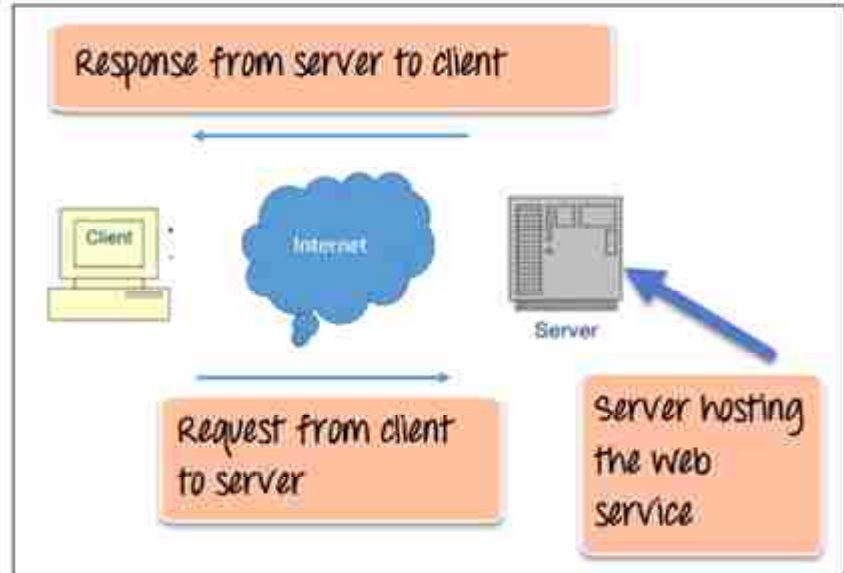 Response from server to client
Client
Internet
Server
Request from client
to server
Server hosting
the web
service